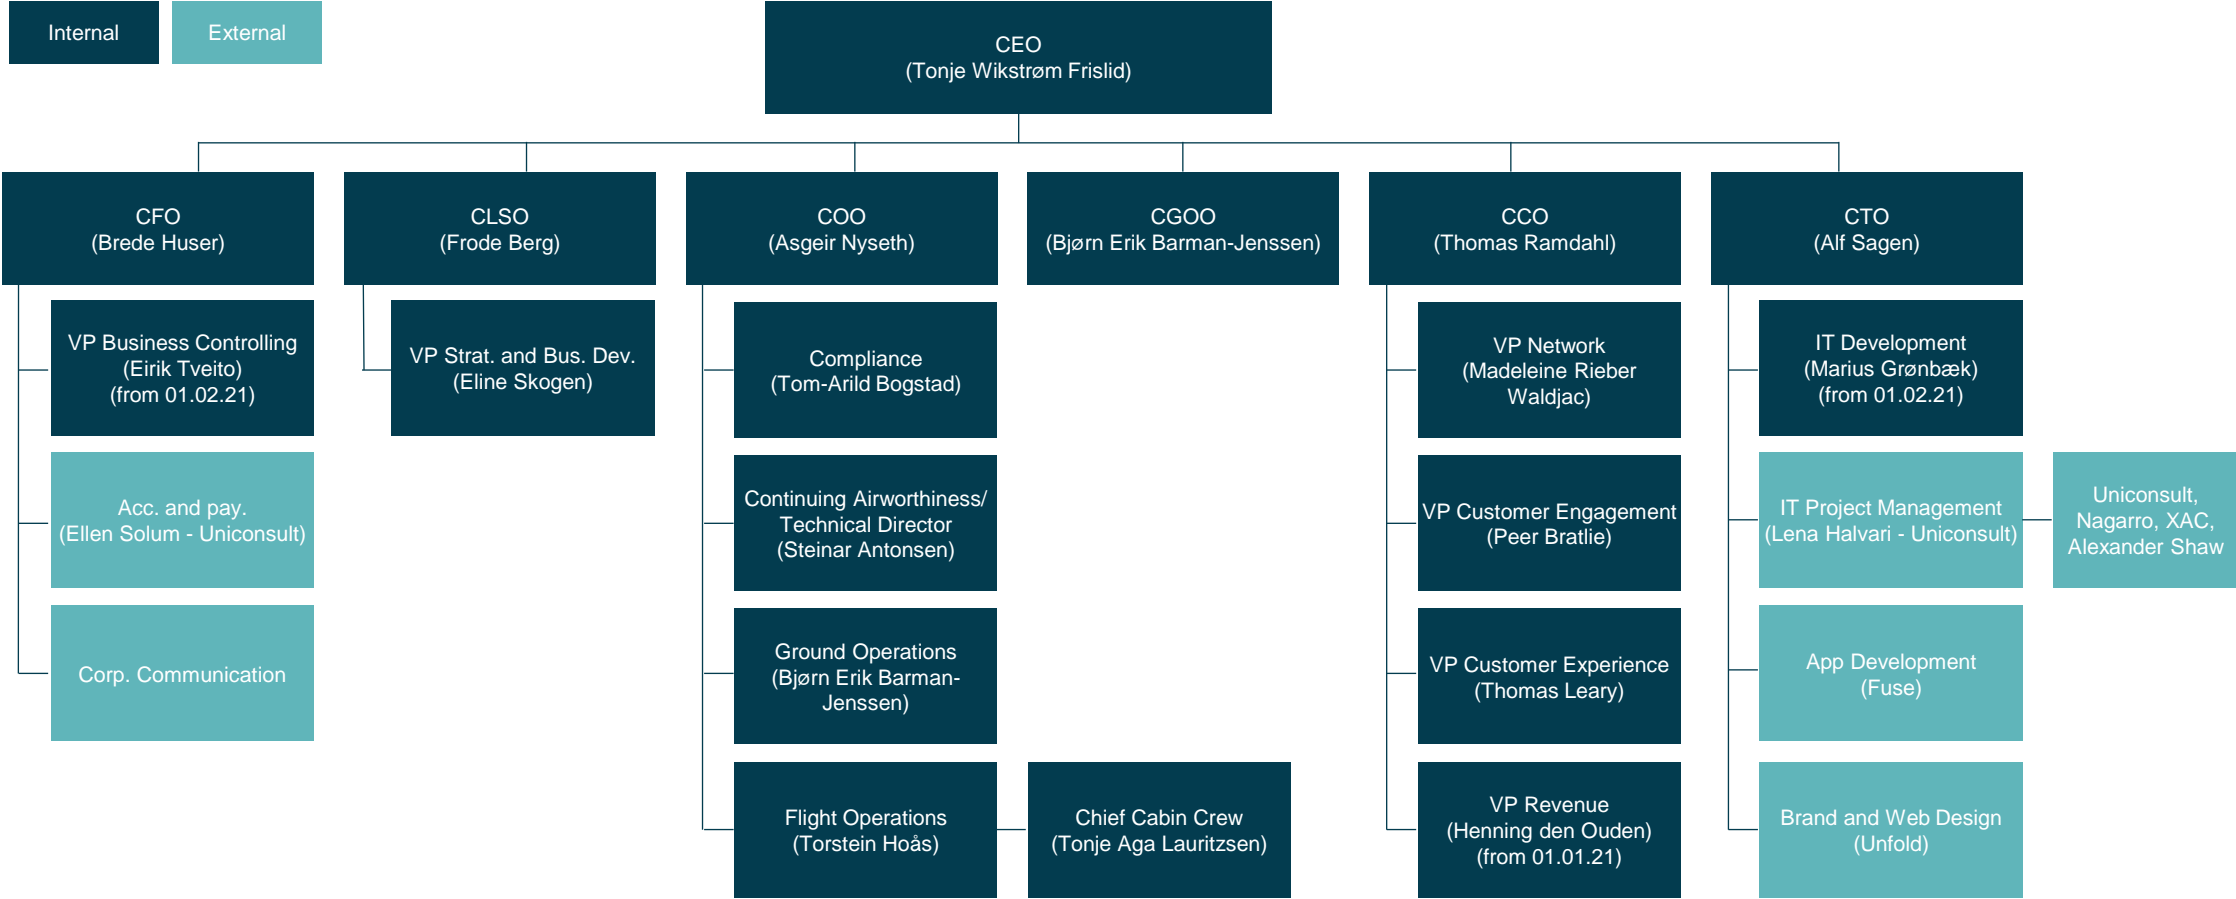 Internal
External
CEO
(Tonje Wikstrøm Frislid)
CFO
(Brede Huser)
CLSO
(Frode Berg)
COO
(Asgeir Nyseth)
CGOO
(Bjørn Erik Barman-Jenssen)
CCO
(Thomas Ramdahl)
CTO
(Alf Sagen)
VP Business Controlling
(Eirik Tveito)
(from 01.02.21)
Acc. and pay.
(Ellen Solum - Uniconsult)
Corp. Communication
VP Strat. and Bus. Dev.
(Eline Skogen)
Compliance
(Tom-Arild Bogstad)
Continuing Airworthiness/
Technical Director
(Steinar Antonsen)
Ground Operations
(Bjørn Erik Barman-
Jenssen)
Flight Operations
(Torstein Hoås)
Chief Cabin Crew
(Tonje Aga Lauritzsen)
VP Network
(Madeleine Rieber
Waldjac)
VP Customer Engagement
(Peer Bratlie)
VP Customer Experience
(Thomas Leary)
VP Revenue
(Henning den Ouden)
(from 01.01.21)
IT Development
(Marius Grønbæk)
(from 01.02.21)
IT Project Management
(Lena Halvari - Uniconsult)
Uniconsult,
Nagarro, XAC,
Alexander Shaw
App Development
(Fuse)
Brand and Web Design
(Unfold)